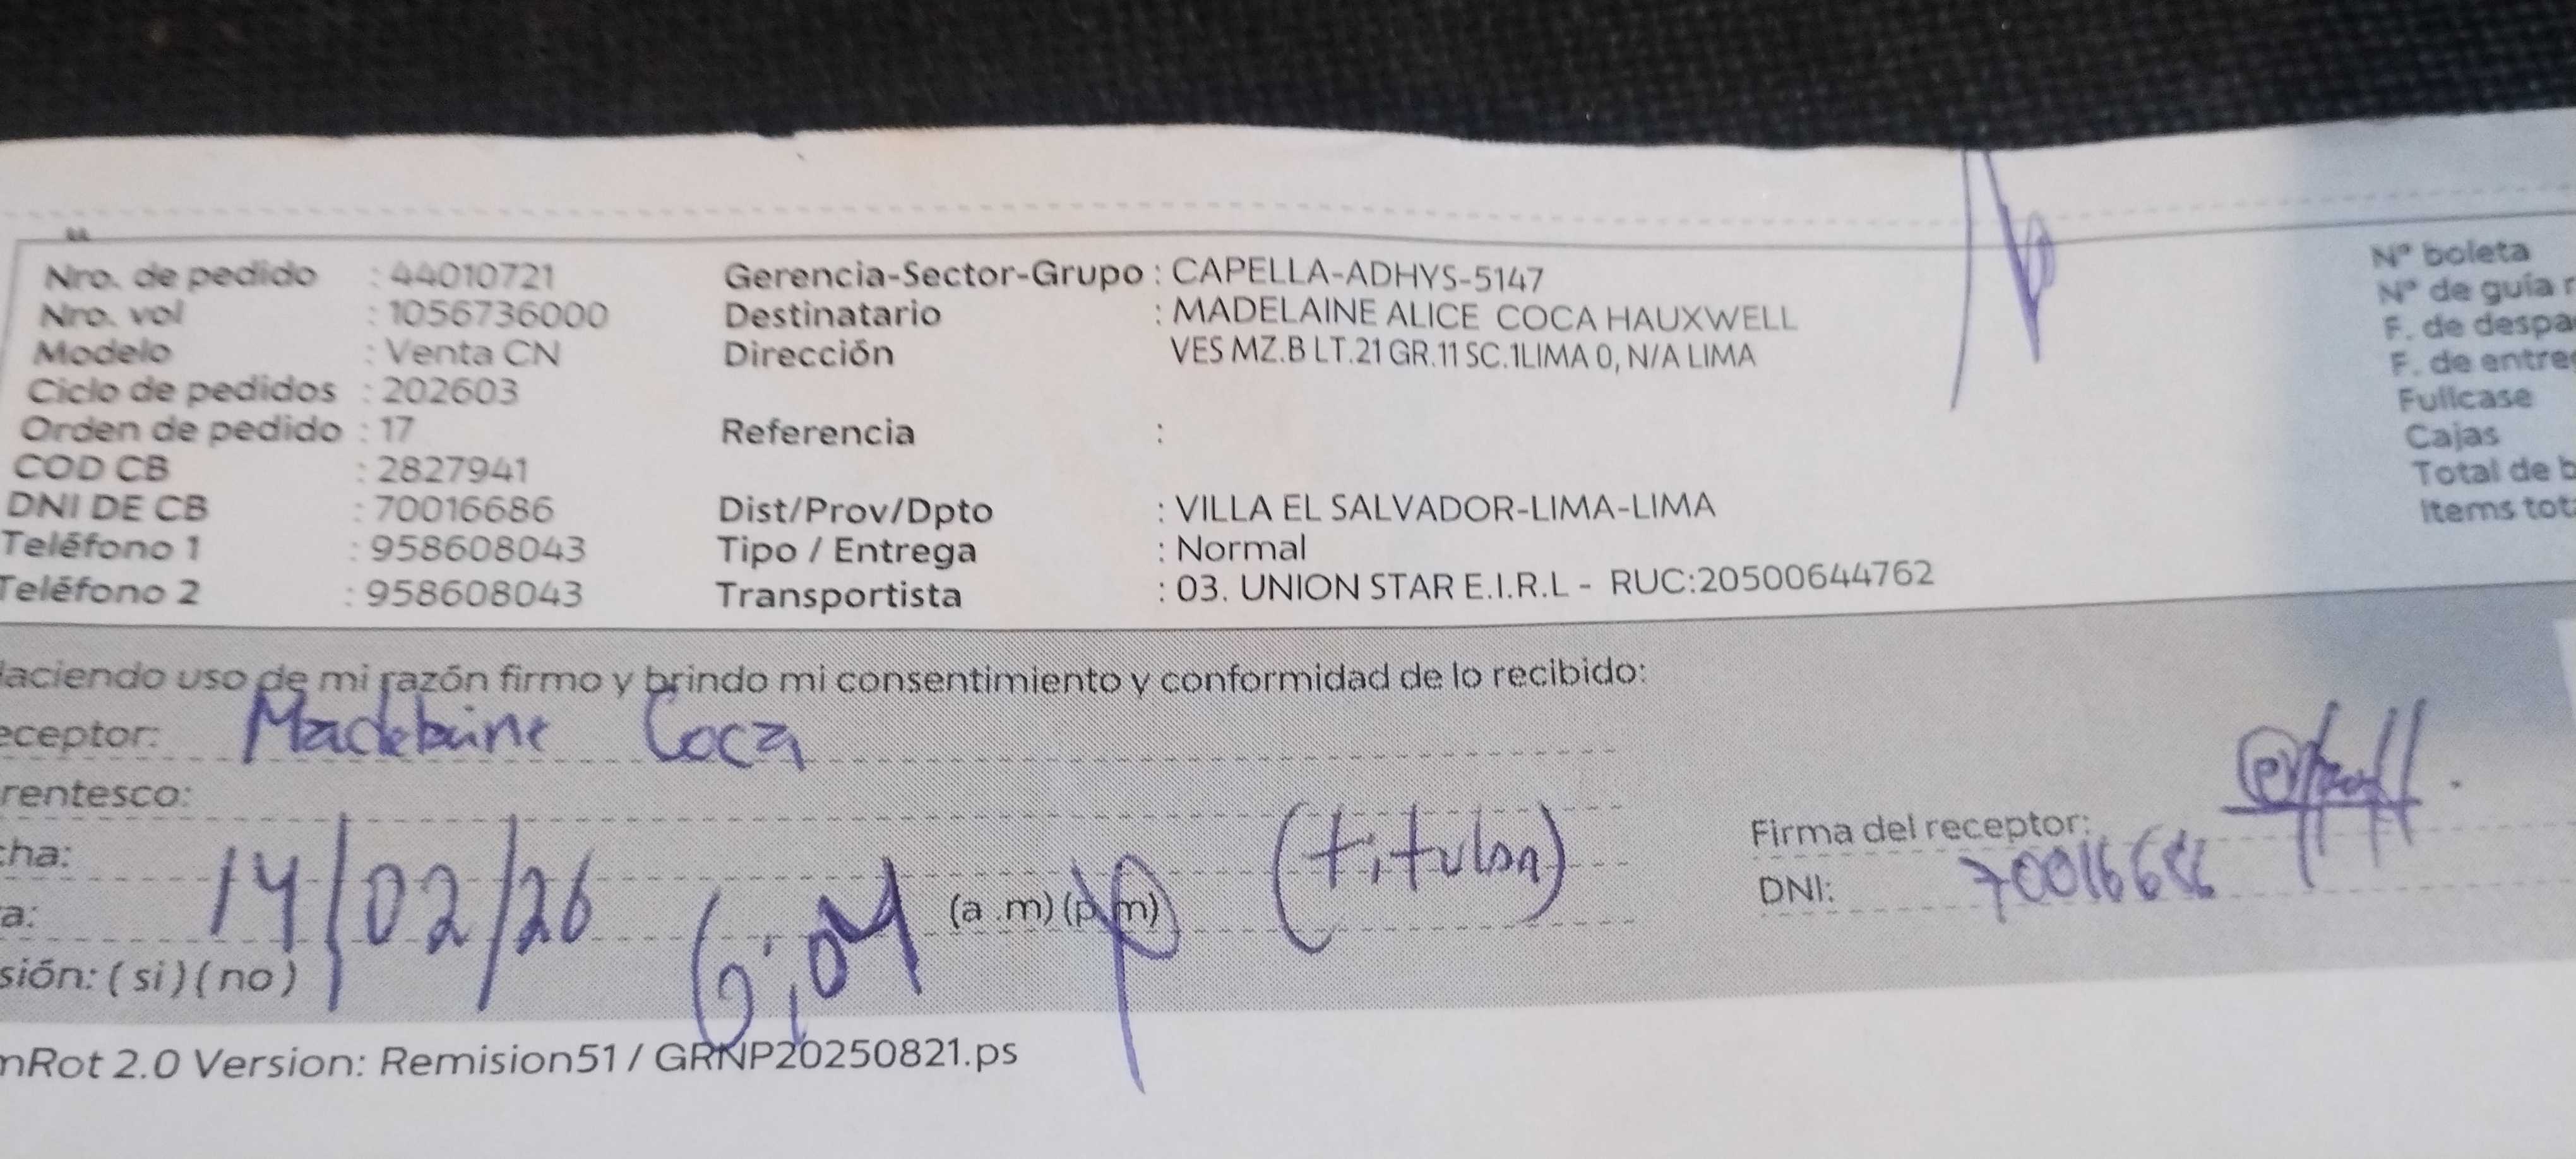 Nro. de pedido : 44010721
Nro. vol : 1056736000
Modelo : Venta CN
Ciclo de pedidos : 202603
Orden de pedido : 17
COD CB : 2827941
DNI DE CB : 70016686
Teléfono 1 : 958608043
Teléfono 2 : 958608043
Gerencia-Sector-Grupo : CAPELLA-ADHYS-5147
Destinatario : MADELAINE ALICE COCA HAUXWELL
Dirección VES MZ.B LT.21 GR.11 SC.1LIMA 0, N/A LIMA
Referencia :
Dist/Prov/Dpto : VILLA EL SALVADOR-LIMA-LIMA
Tipo / Entrega : Normal
Transportista : 03. UNION STAR E.I.R.L - RUC:20500644762
N° boleta
N° de guía r
F. de despa
F. de entreg
Fullcase
Cajas
Total de b
Items tot
Haciendo uso de mi razón firmo y brindo mi consentimiento y conformidad de lo recibido:
eceptor: Madelaine Coca
rentesco:
cha: 14/02/26
a: 6:04 (a .m) (p.m) (titular)
sión: ( si ) ( no )
Firma del receptor:
DNI: 70016686
mRot 2.0 Version: Remision51 / GRNP20250821.ps